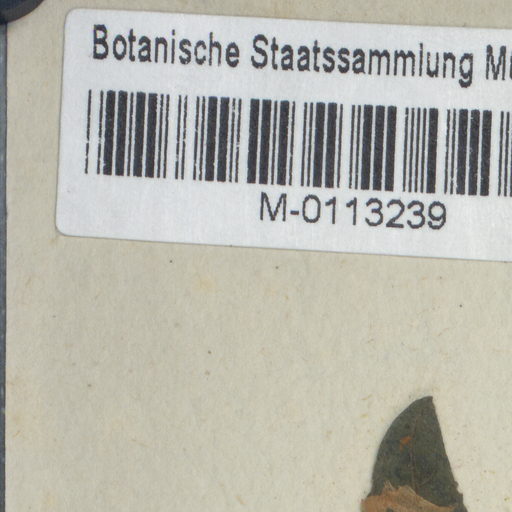 Botanische Staatssammlung
M-0113239